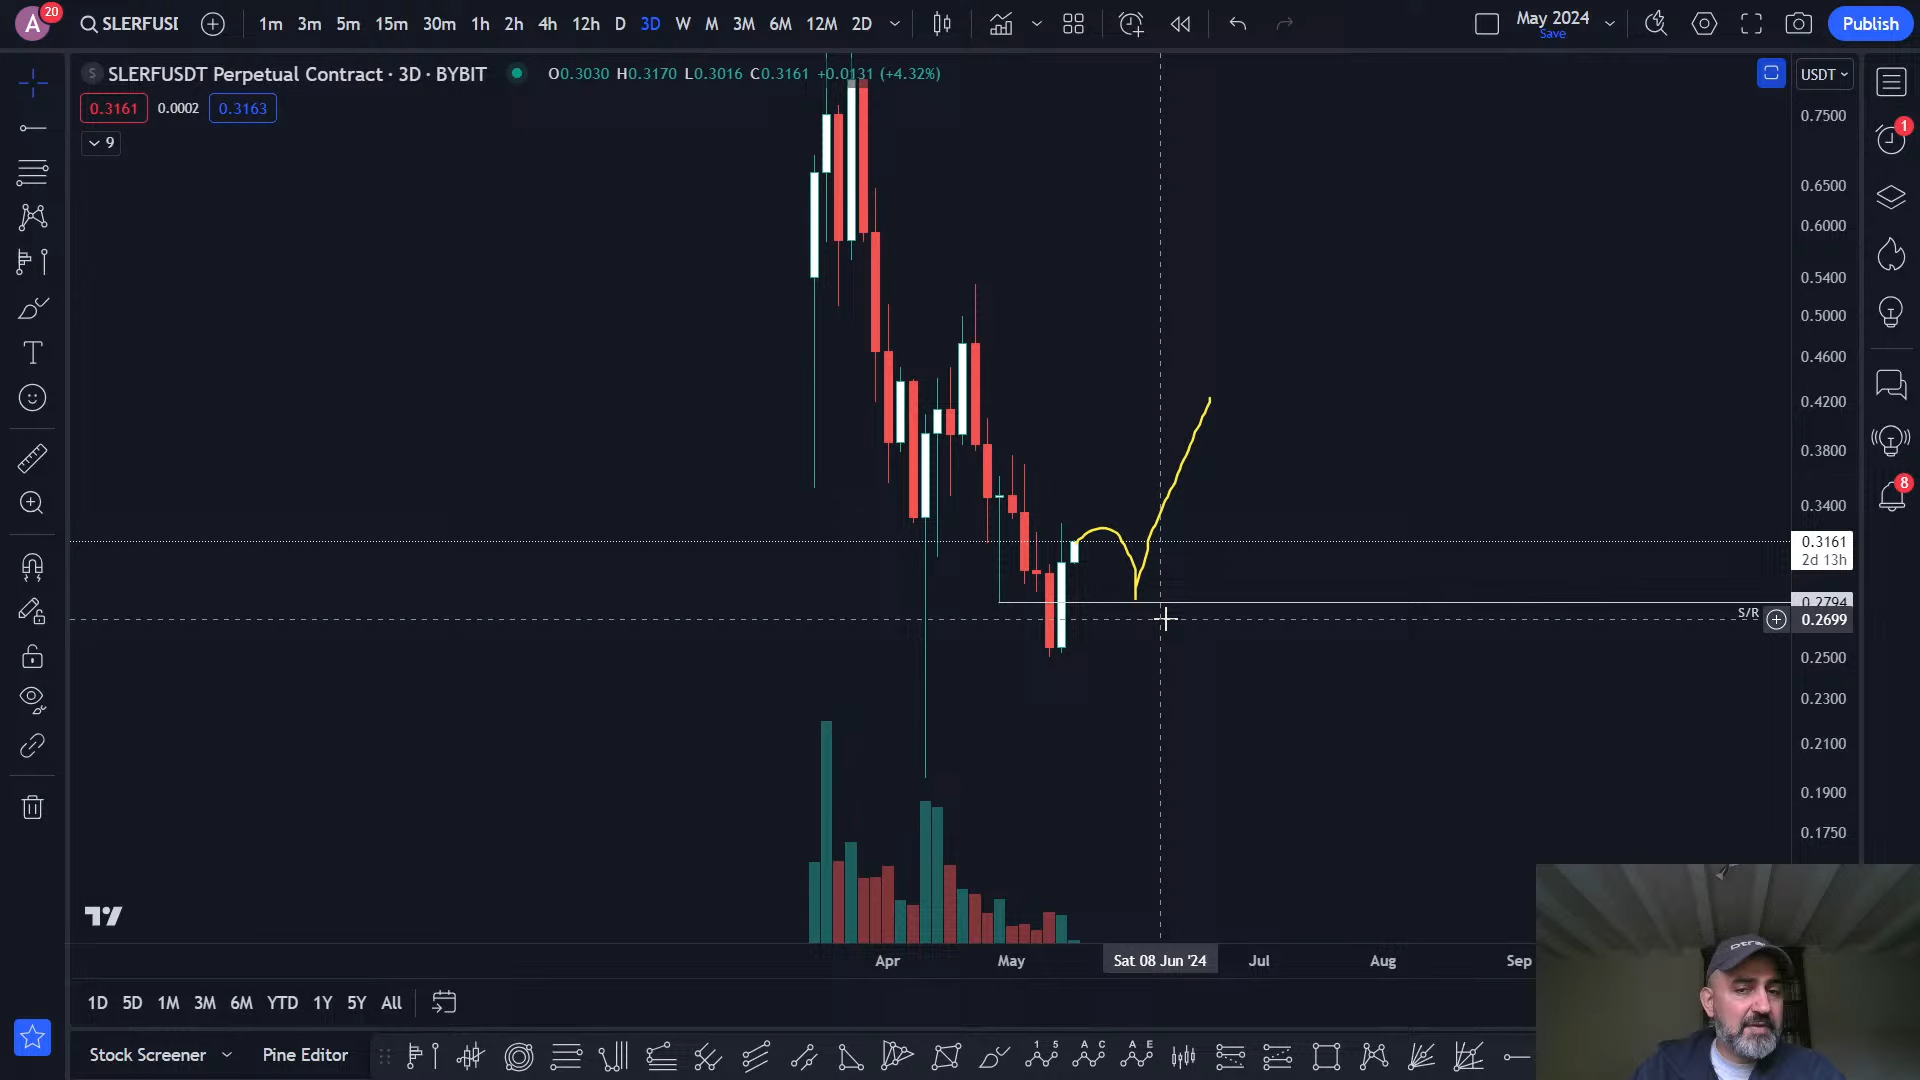 A 20 SLERFUSI 1m 3m 5m 15m 30m 1h 2h 4h 12h D 3D W M 3M 6M 12M 2D May 2024 Save Publish
S SLERFUSDT Perpetual Contract · 3D · BYBIT O0.3030 H0.3170 L0.3016 C0.3161 +0.0131 (+4.32%) USDT
0.3161 0.0002 0.3163
9
0.7500
1
0.6500
0.6000
0.5400
0.5000
0.4600
0.4200
0.3800
8
0.3400
0.3161
2d 13h
0.2794
S/R
0.2699
0.2500
0.2300
0.2100
0.1900
0.1750
Apr May Sat 08 Jun '24 Jul Aug Sep
1D 5D 1M 3M 6M YTD 1Y 5Y All
Stock Screener Pine Editor
1 5 A C A E